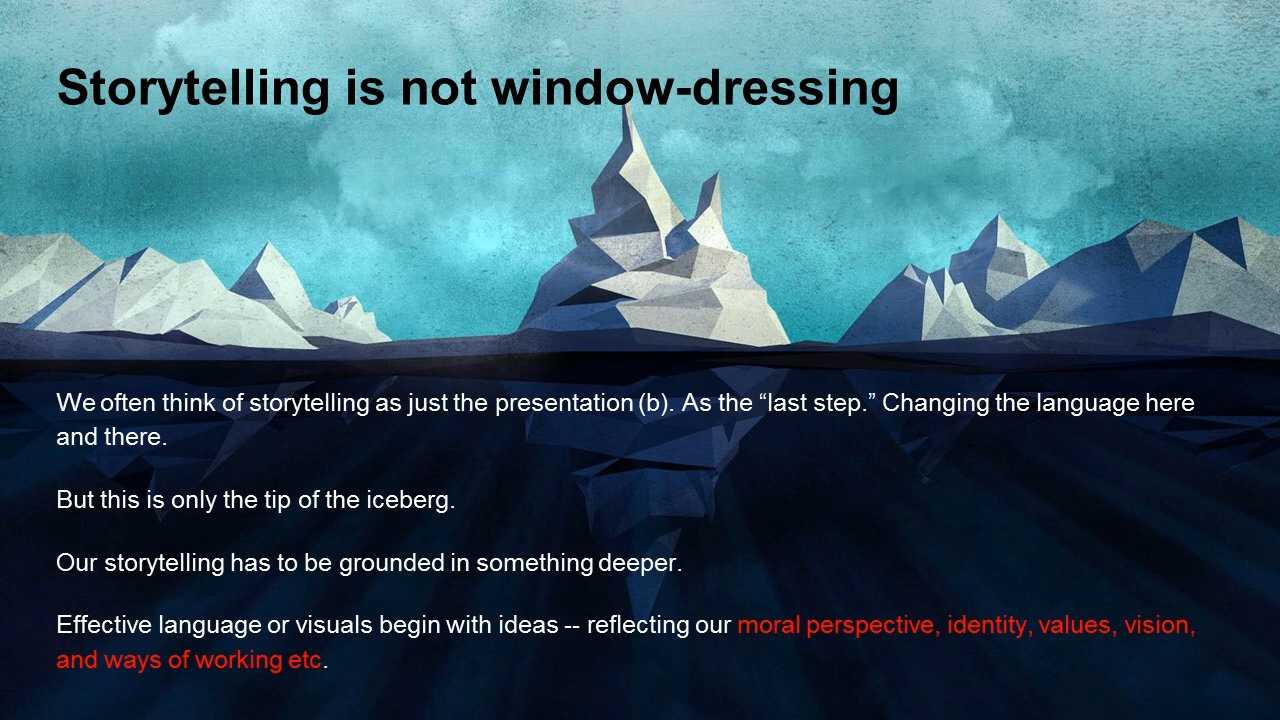 Storytelling is not window-dressing
We often think of storytelling as just the presentation (b). As the “last step.” Changing the language here
and there.
But this is only the tip of the iceberg.
Our storytelling has to be grounded in something deeper.
Effective language or visuals begin with ideas -- reflecting our moral perspective, identity, values, vision,
and ways of working etc.